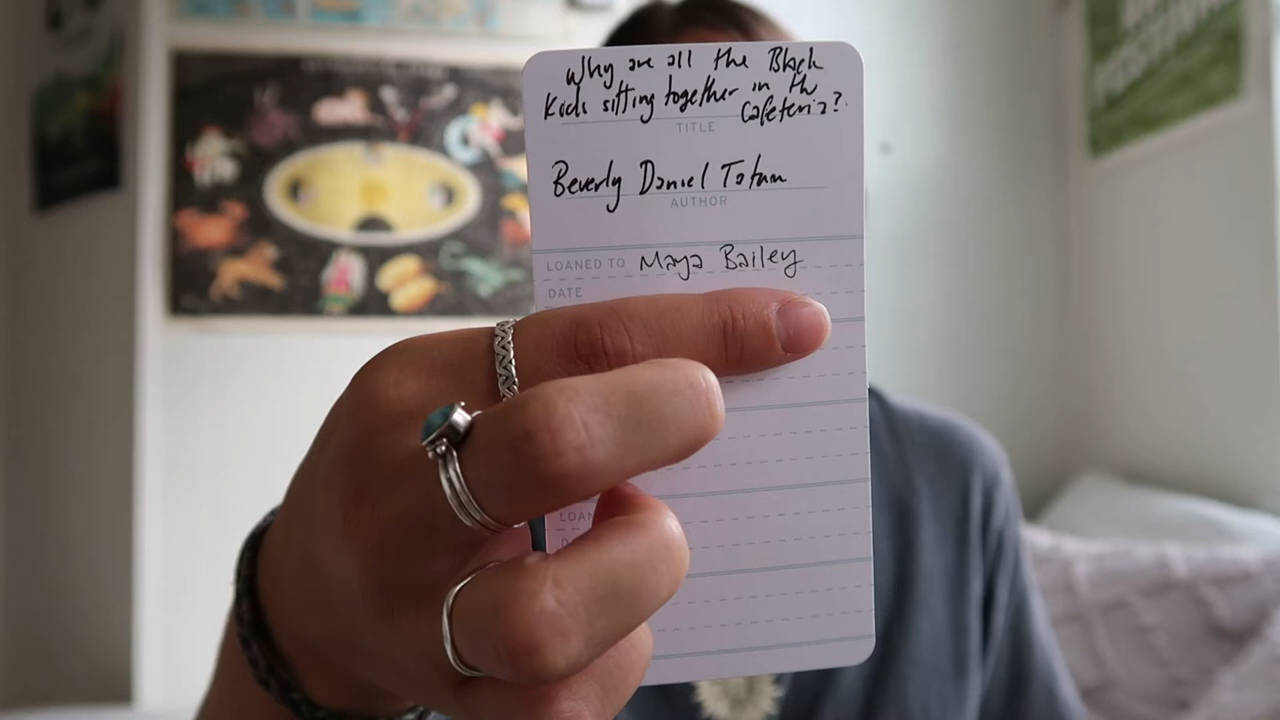 Why are all the Black
Kids sitting together in the
Cafeteria?
TITLE
Beverly Daniel Tatum
AUTHOR
LOANED TO Maya Bailey
DATE
LOAN